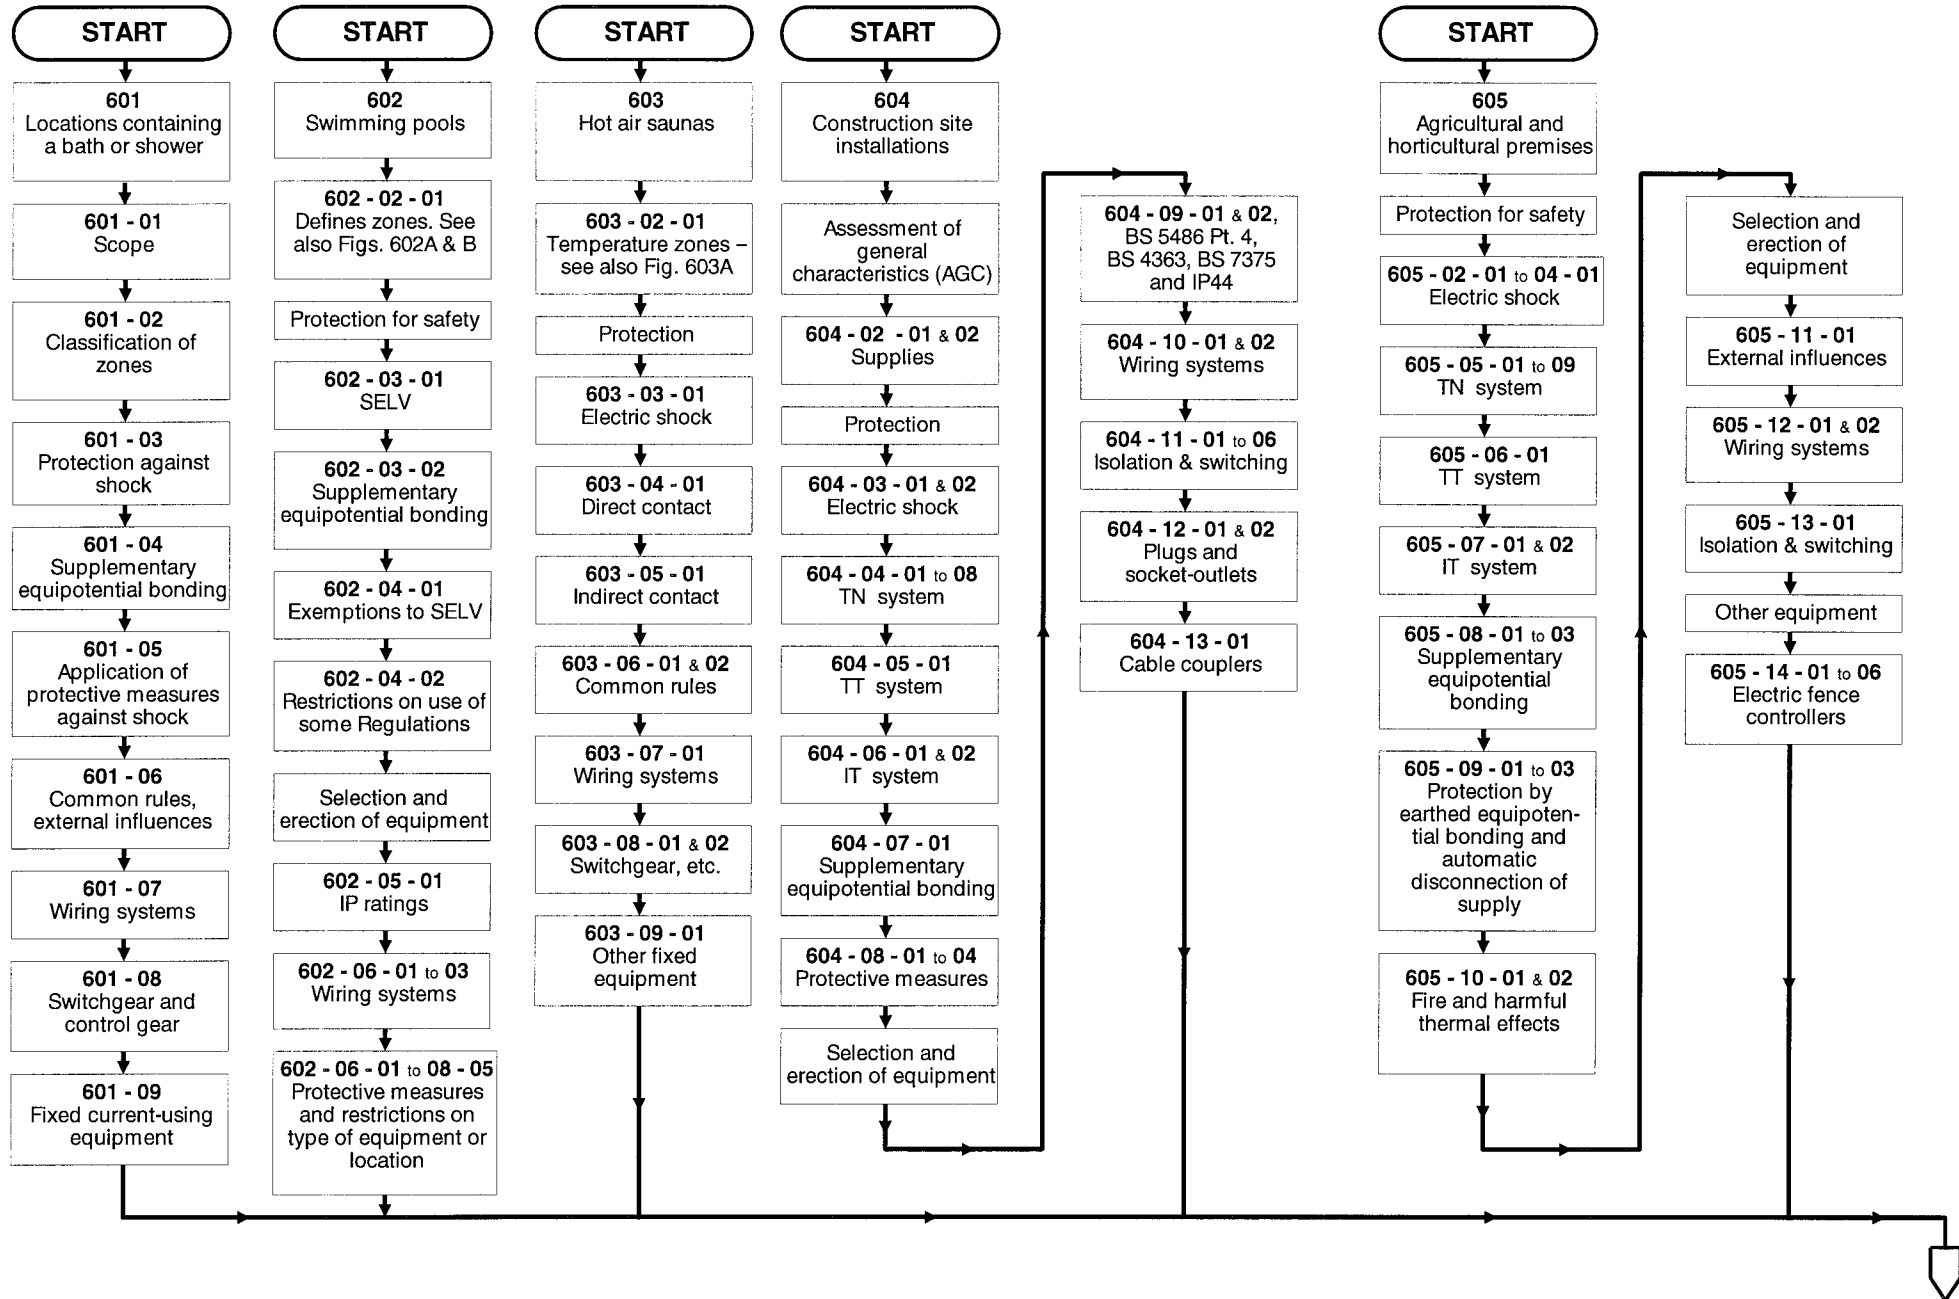 START
601
Locations containing
a bath or shower
601 - 01
Scope
601 - 02
Classification of
zones
601 - 03
Protection against
shock
601 - 04
Supplementary
equipotential bonding
601 - 05
Application of
protective measures
against shock
601 - 06
Common rules,
external influences
601 - 07
Wiring systems
601 - 08
Switchgear and
control gear
601 - 09
Fixed current-using
equipment
START
602
Swimming pools
602 - 02 - 01
Defines zones. See
also Figs. 602A & B
Protection for safety
602 - 03 - 01
SELV
602 - 03 - 02
Supplementary
equipotential bonding
602 - 04 - 01
Exemptions to SELV
602 - 04 - 02
Restrictions on use of
some Regulations
Selection and
erection of equipment
602 - 05 - 01
IP ratings
602 - 06 - 01 to 03
Wiring systems
602 - 06 - 01 to 08 - 05
Protective measures
and restrictions on
type of equipment or
location
START
603
Hot air saunas
603 - 02 - 01
Temperature zones –
see also Fig. 603A
Protection
603 - 03 - 01
Electric shock
603 - 04 - 01
Direct contact
603 - 05 - 01
Indirect contact
603 - 06 - 01 & 02
Common rules
603 - 07 - 01
Wiring systems
603 - 08 - 01 & 02
Switchgear, etc.
603 - 09 - 01
Other fixed
equipment
START
604
Construction site
installations
Assessment of
general
characteristics (AGC)
604 - 02 - 01 & 02
Supplies
Protection
604 - 03 - 01 & 02
Electric shock
604 - 04 - 01 to 08
TN system
604 - 05 - 01
TT system
604 - 06 - 01 & 02
IT system
604 - 07 - 01
Supplementary
equipotential bonding
604 - 08 - 01 to 04
Protective measures
Selection and
erection of equipment
604 - 09 - 01 & 02,
BS 5486 Pt. 4,
BS 4363, BS 7375
and IP44
604 - 10 - 01 & 02
Wiring systems
604 - 11 - 01 to 06
Isolation & switching
604 - 12 - 01 & 02
Plugs and
socket-outlets
604 - 13 - 01
Cable couplers
START
605
Agricultural and
horticultural premises
Protection for safety
605 - 02 - 01 to 04 - 01
Electric shock
605 - 05 - 01 to 09
TN system
605 - 06 - 01
TT system
605 - 07 - 01 & 02
IT system
605 - 08 - 01 to 03
Supplementary
equipotential
bonding
605 - 09 - 01 to 03
Protection by
earthed equipoten-
tial bonding and
automatic
disconnection of
supply
605 - 10 - 01 & 02
Fire and harmful
thermal effects
Selection and
erection of
equipment
605 - 11 - 01
External influences
605 - 12 - 01 & 02
Wiring systems
605 - 13 - 01
Isolation & switching
Other equipment
605 - 14 - 01 to 06
Electric fence
controllers